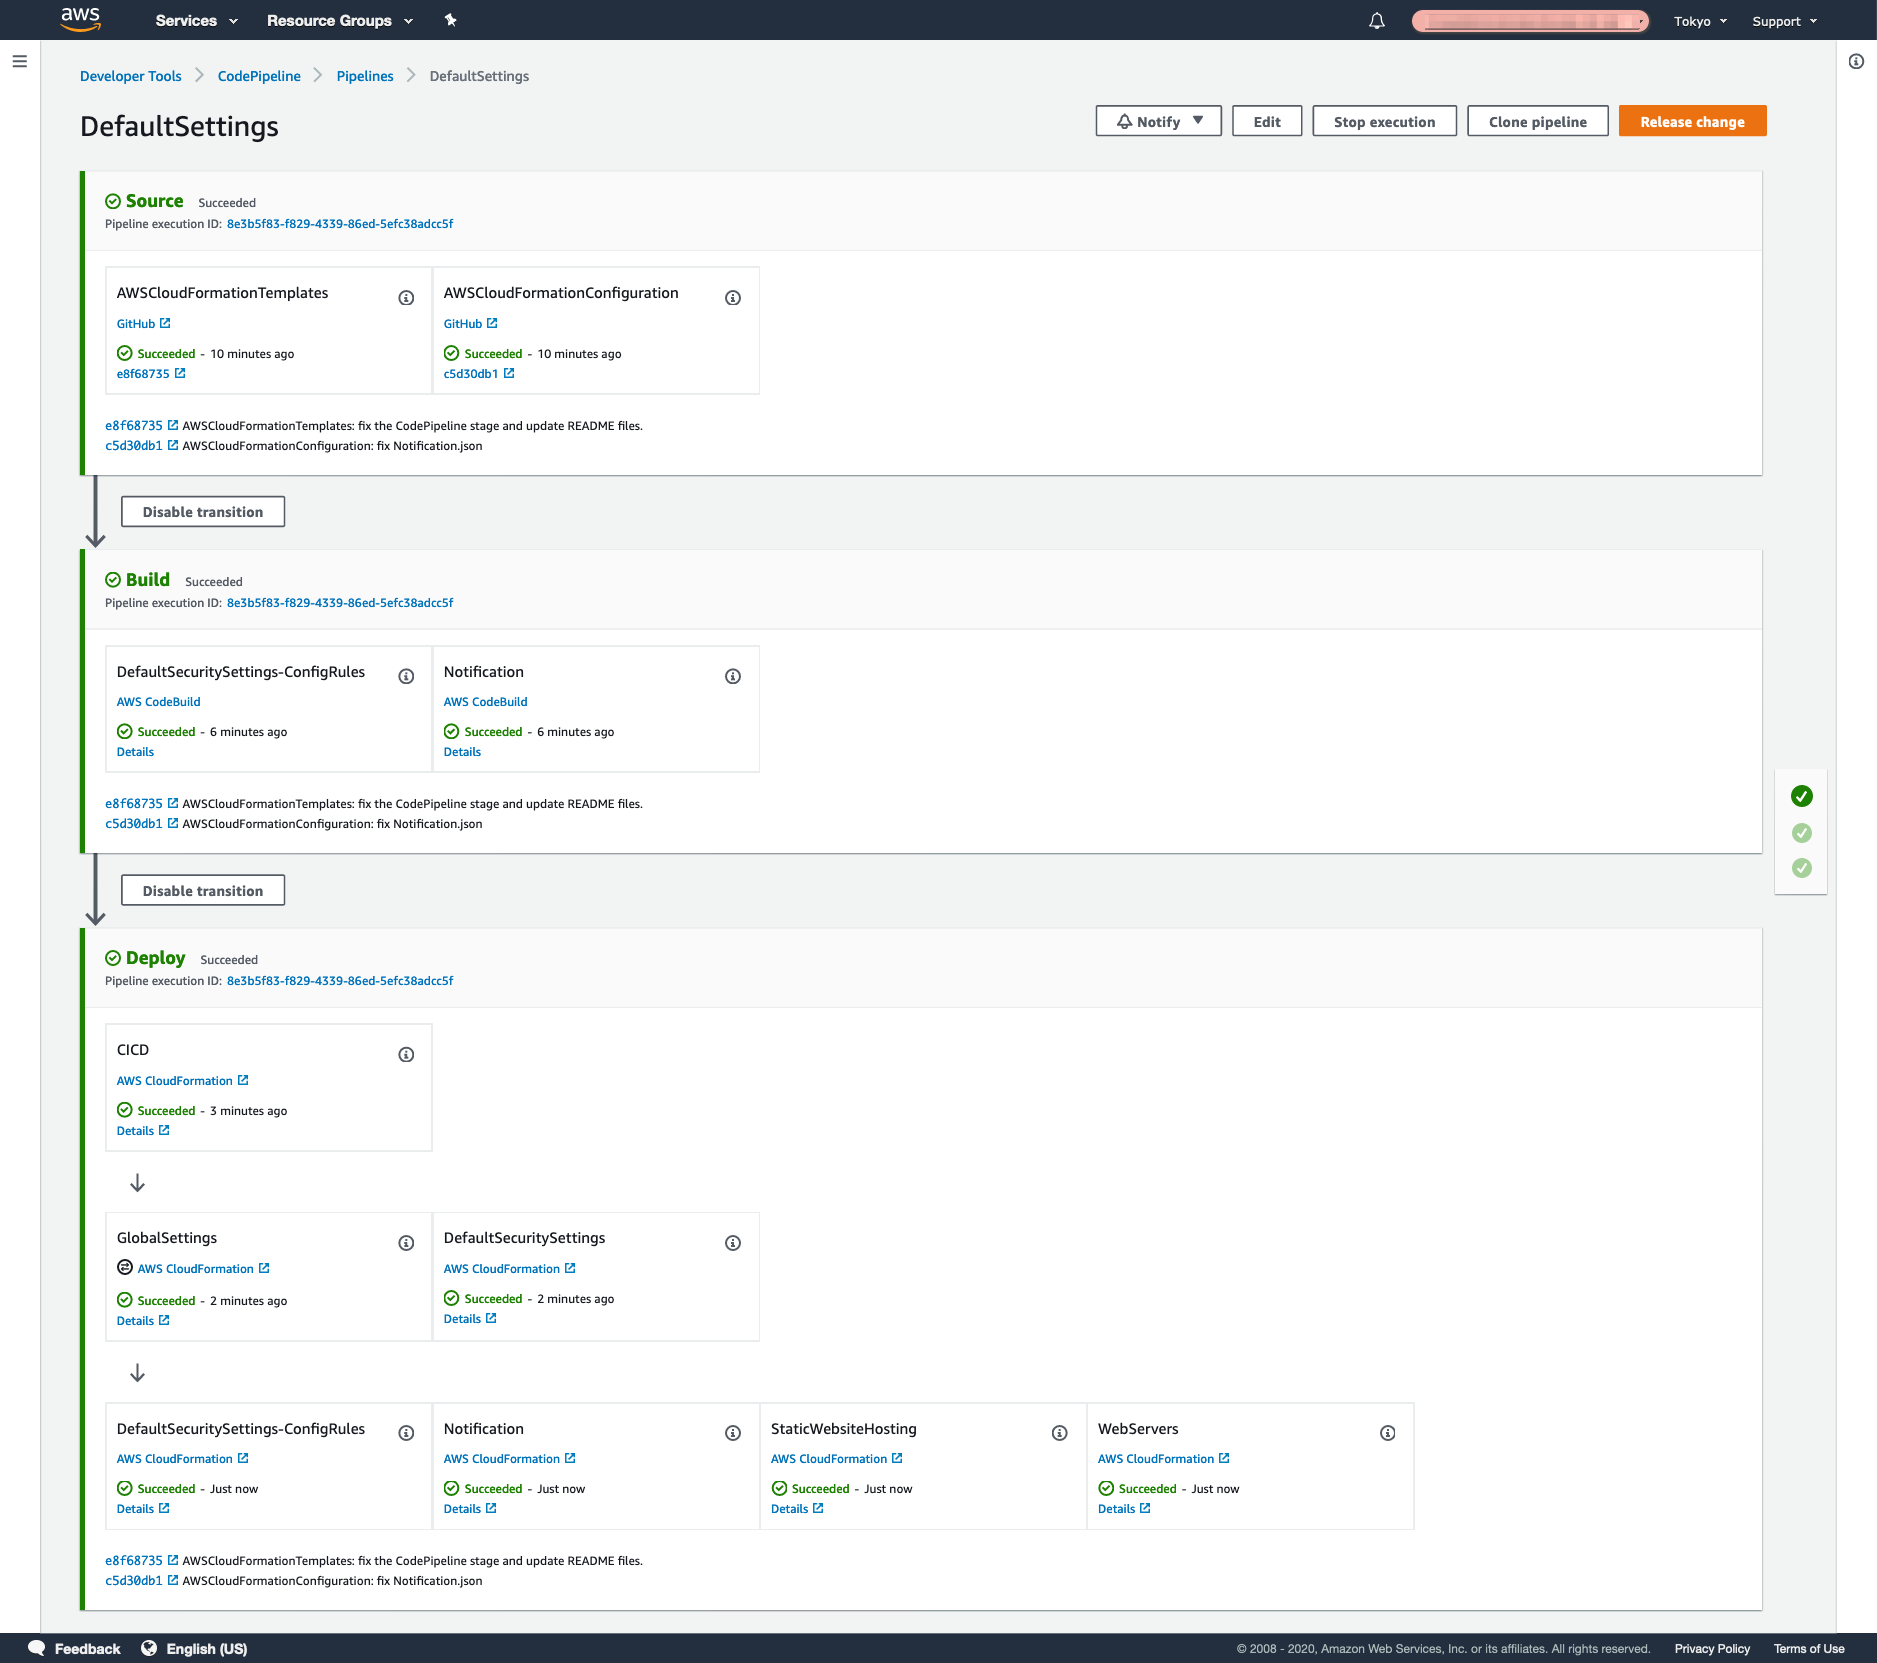 aws Services Resource Groups Tokyo Support
Developer Tools CodePipeline Pipelines DefaultSettings
DefaultSettings
Notify Edit Stop execution Clone pipeline Release change
Source Succeeded
Pipeline execution ID: 8e3b5f83-f829-4339-86ed-5efc38adcc5f
AWSCloudFormationTemplates
GitHub
Succeeded - 10 minutes ago
e8f68735
AWSCloudFormationConfiguration
GitHub
Succeeded - 10 minutes ago
c5d30db1
e8f68735 AWSCloudFormationTemplates: fix the CodePipeline stage and update README files.
c5d30db1 AWSCloudFormationConfiguration: fix Notification.json
Disable transition
Build Succeeded
Pipeline execution ID: 8e3b5f83-f829-4339-86ed-5efc38adcc5f
DefaultSecuritySettings-ConfigRules
AWS CodeBuild
Succeeded - 6 minutes ago
Details
Notification
AWS CodeBuild
Succeeded - 6 minutes ago
Details
e8f68735 AWSCloudFormationTemplates: fix the CodePipeline stage and update README files.
c5d30db1 AWSCloudFormationConfiguration: fix Notification.json
Disable transition
Deploy Succeeded
Pipeline execution ID: 8e3b5f83-f829-4339-86ed-5efc38adcc5f
CICD
AWS CloudFormation
Succeeded - 3 minutes ago
Details
GlobalSettings
AWS CloudFormation
Succeeded - 2 minutes ago
Details
DefaultSecuritySettings
AWS CloudFormation
Succeeded - 2 minutes ago
Details
DefaultSecuritySettings-ConfigRules
AWS CloudFormation
Succeeded - Just now
Details
Notification
AWS CloudFormation
Succeeded - Just now
Details
StaticWebsiteHosting
AWS CloudFormation
Succeeded - Just now
Details
WebServers
AWS CloudFormation
Succeeded - Just now
Details
e8f68735 AWSCloudFormationTemplates: fix the CodePipeline stage and update README files.
c5d30db1 AWSCloudFormationConfiguration: fix Notification.json
Feedback English (US) © 2008 - 2020, Amazon Web Services, Inc. or its affiliates. All rights reserved. Privacy Policy Terms of Use